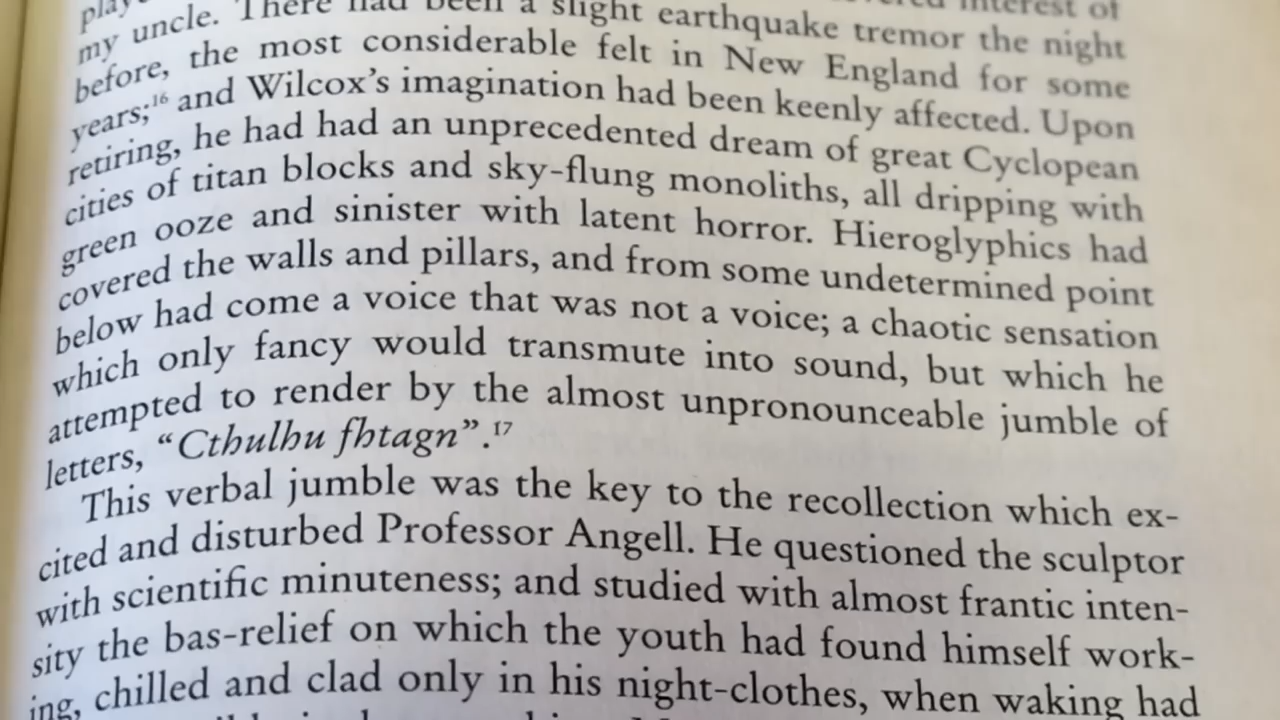 play
interest of
my uncle. There had been a slight earthquake tremor the night
before, the most considerable felt in New England for some
years;16 and Wilcox's imagination had been keenly affected. Upon
retiring, he had had an unprecedented dream of great Cyclopean
cities of titan blocks and sky-flung monoliths, all dripping with
green ooze and sinister with latent horror. Hieroglyphics had
covered the walls and pillars, and from some undetermined point
below had come a voice that was not a voice; a chaotic sensation
which only fancy would transmute into sound, but which he
attempted to render by the almost unpronounceable jumble of
letters, “Cthulhu fhtagn”.17
This verbal jumble was the key to the recollection which ex-
cited and disturbed Professor Angell. He questioned the sculptor
with scientific minuteness; and studied with almost frantic inten-
sity the bas-relief on which the youth had found himself work-
ing, chilled and clad only in his night-clothes, when waking had